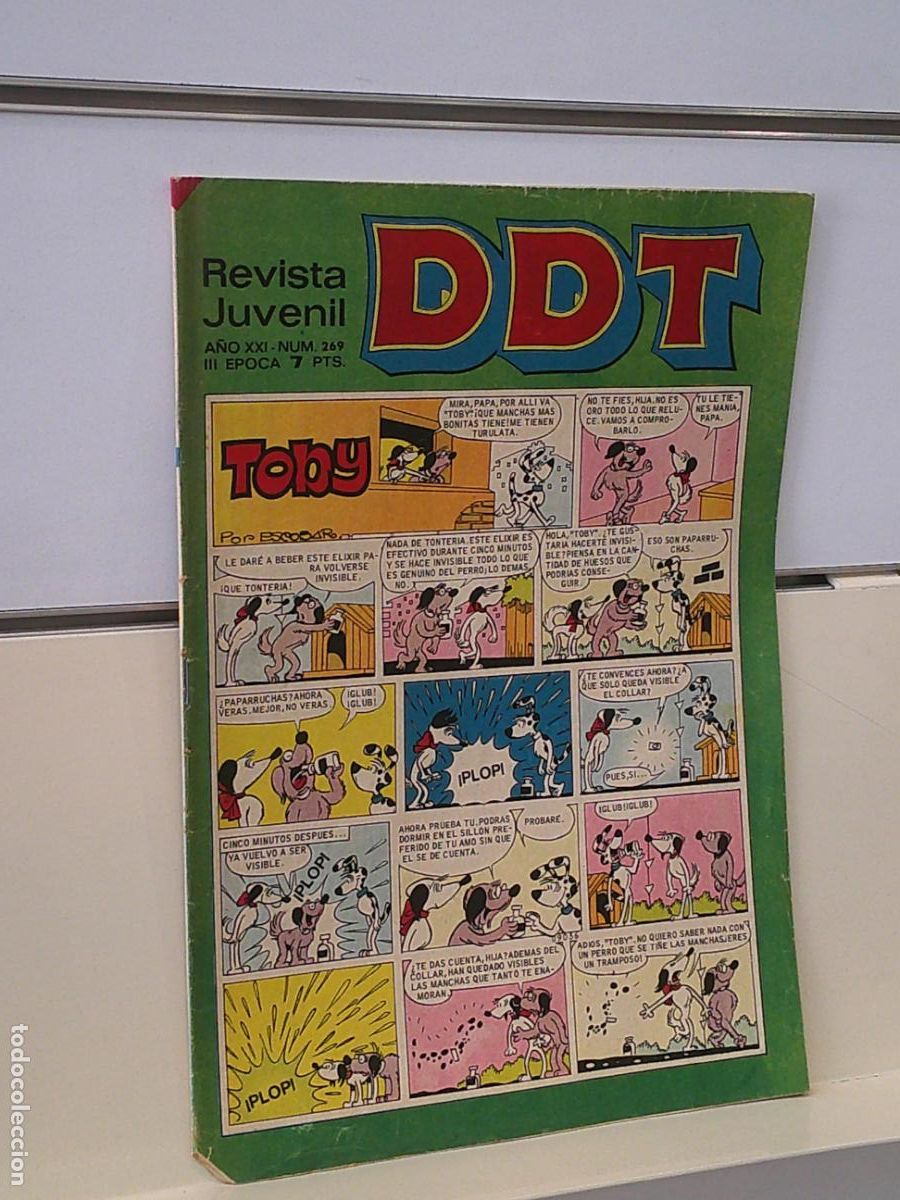 Revista
Juvenil
DDT
AÑO XXI - NUM. 269
III EPOCA 7 PTS.
TOBY
Por ESCOBAR
MIRA, PAPA, POR ALLI VA
"TOBY"¡QUE MANCHAS MAS
BONITAS TIENE!ME TIENEN
TURULATA.
NO TE FIES, HIJA.NO ES
ORO TODO LO QUE RELU-
CE.VAMOS A COMPRO-
BARLO.
TU LE TIE-
NES MANIA,
PAPA.
LE DARÉ A BEBER ESTE ELIXIR PA-
RA VOLVERSE
INVISIBLE.
¡QUE TONTERIA!
NADA DE TONTERIA.ESTE ELIXIR ES
EFECTIVO DURANTE CINCO MINUTOS
Y SE HACE INVISIBLE TODO LO QUE
ES GENUINO DEL PERRO;LO DEMAS
NO.
HOLA, "TOBY".¿TE GUS-
TARIA HACERTE INVISI-
BLE?PIENSA EN LA CAN-
TIDAD DE HUESOS QUE
PODRIAS CONSE-
GUIR.
ESO SON PAPARRU-
CHAS.
¿PAPARRUCHAS?AHORA
VERAS.MEJOR,NO VERAS.
¡GLUB!
¡GLUB!
¡PLOP!
¿TE CONVENCES AHORA?¿A
QUE SOLO QUEDA VISIBLE
EL COLLAR?
PUES,SI...
CINCO MINUTOS DESPUES...
YA VUELVO A SER
VISIBLE.
¡PLOP!
AHORA PRUEBA TU.PODRAS
DORMIR EN EL SILLÓN PRE-
FERIDO DE TU AMO SIN QUE
EL SE DE CUENTA.
PROBARE.
¡GLUB!¡GLUB!
¡PLOP!
¿TE DAS CUENTA, HIJA?ADEMAS DEL
COLLAR, HAN QUEDADO VISIBLES
LAS MANCHAS QUE TANTO TE ENA-
MORAN.
ADIOS, "TOBY".NO QUIERO SABER NADA CON
UN PERRO QUE SE TIÑE LAS MANCHAS¡ERES
UN TRAMPOSO!
todocoleccion